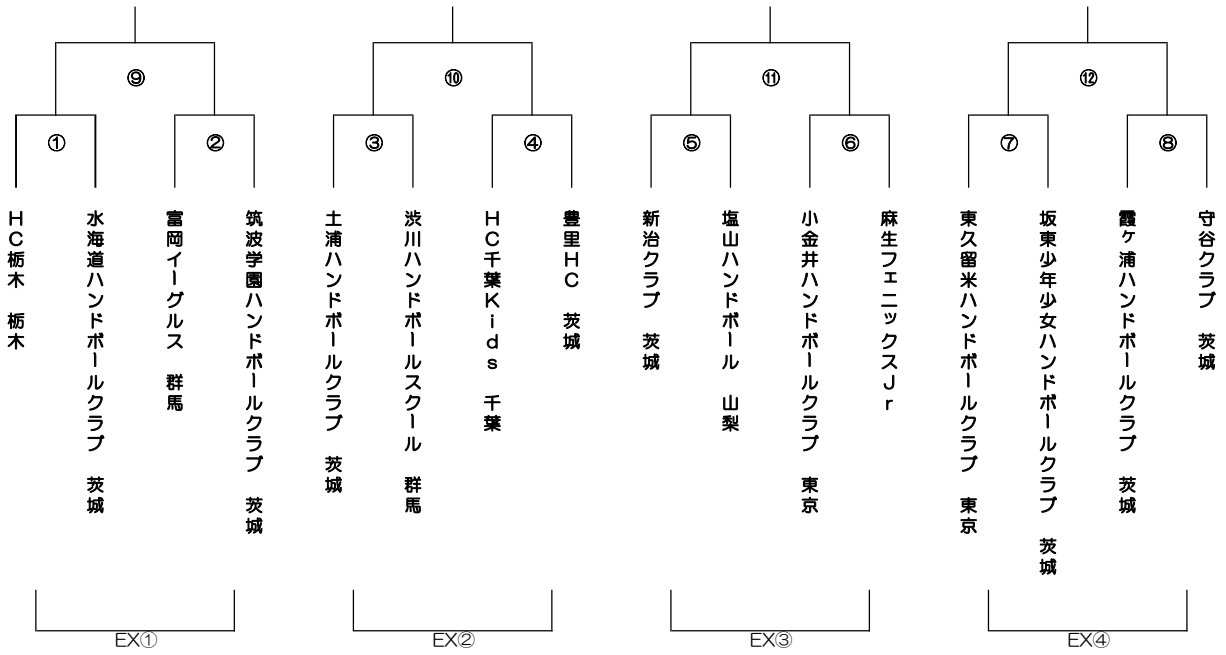 ⑨
⑩
⑪
⑫
①
②
③
④
⑤
⑥
⑦
⑧
HC栃木 栃木
水海道ハンドボールクラブ 茨城
富岡イーグルス 群馬
筑波学園ハンドボールクラブ 茨城
土浦ハンドボールクラブ 茨城
渋川ハンドボールスクール 群馬
HC千葉Kids 千葉
豊里HC 茨城
新治クラブ 茨城
塩山ハンドボール 山梨
小金井ハンドボールクラブ 東京
麻生フェニックスJr
東久留米ハンドボールクラブ 東京
坂東少年少女ハンドボールクラブ 茨城
霞ヶ浦ハンドボールクラブ 茨城
守谷クラブ 茨城
EX①
EX②
EX③
EX④